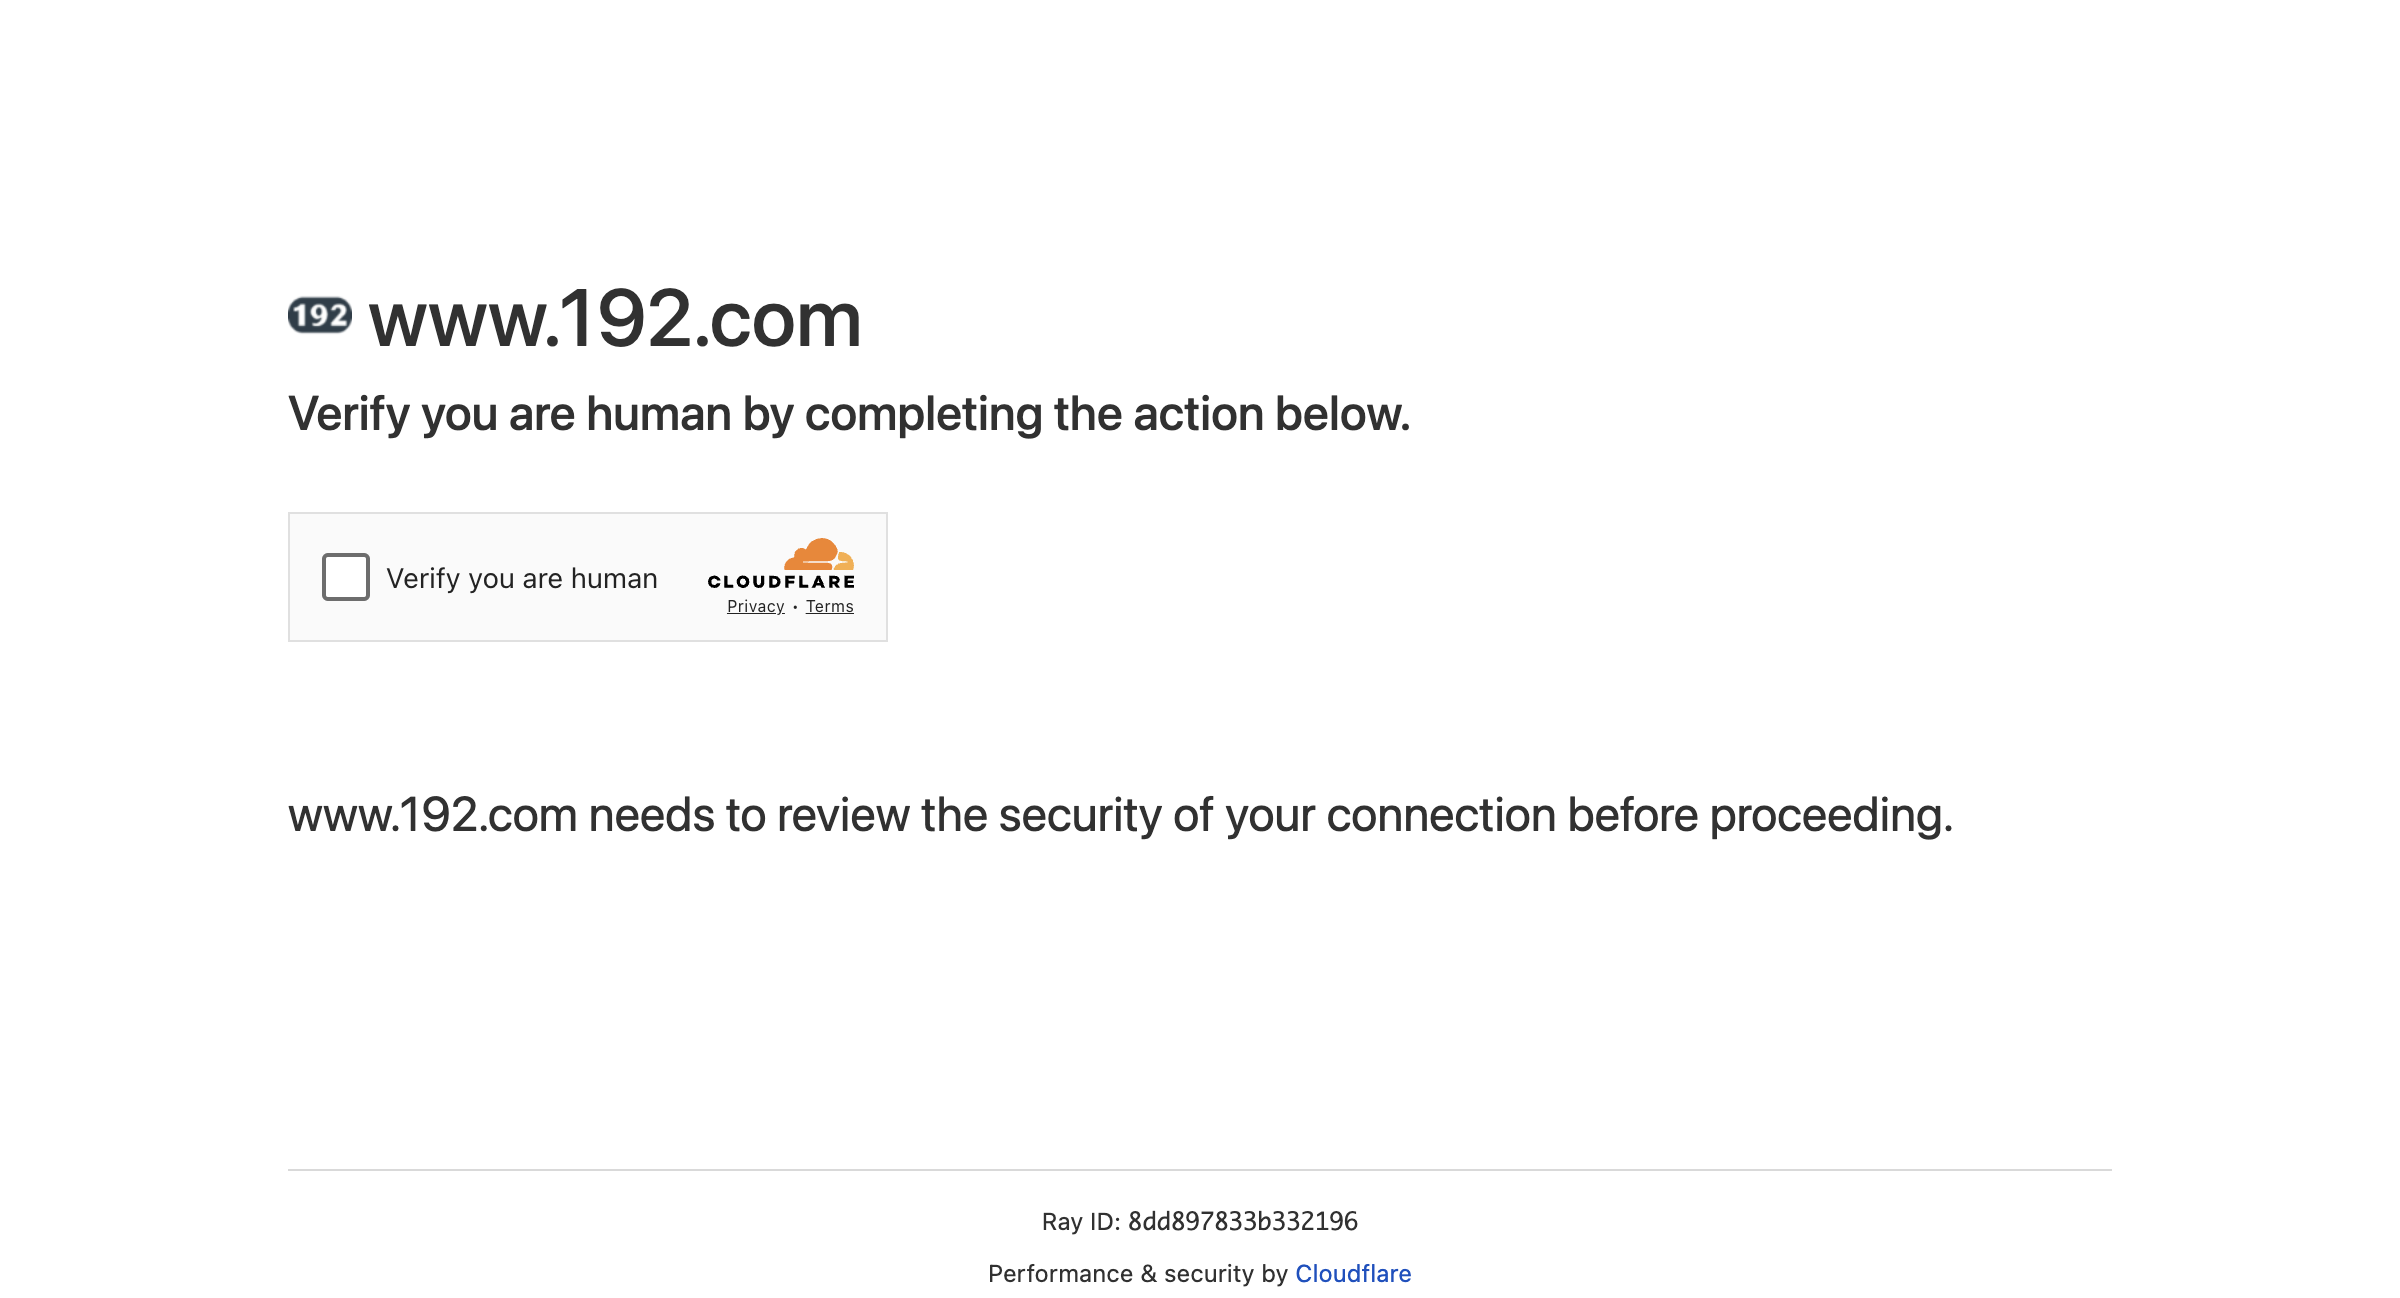 192 www.192.com
Verify you are human by completing the action below.
Verify you are human
CLOUDFLARE
Privacy • Terms
www.192.com needs to review the security of your connection before proceeding.
Ray ID: 8dd897833b332196
Performance & security by Cloudflare